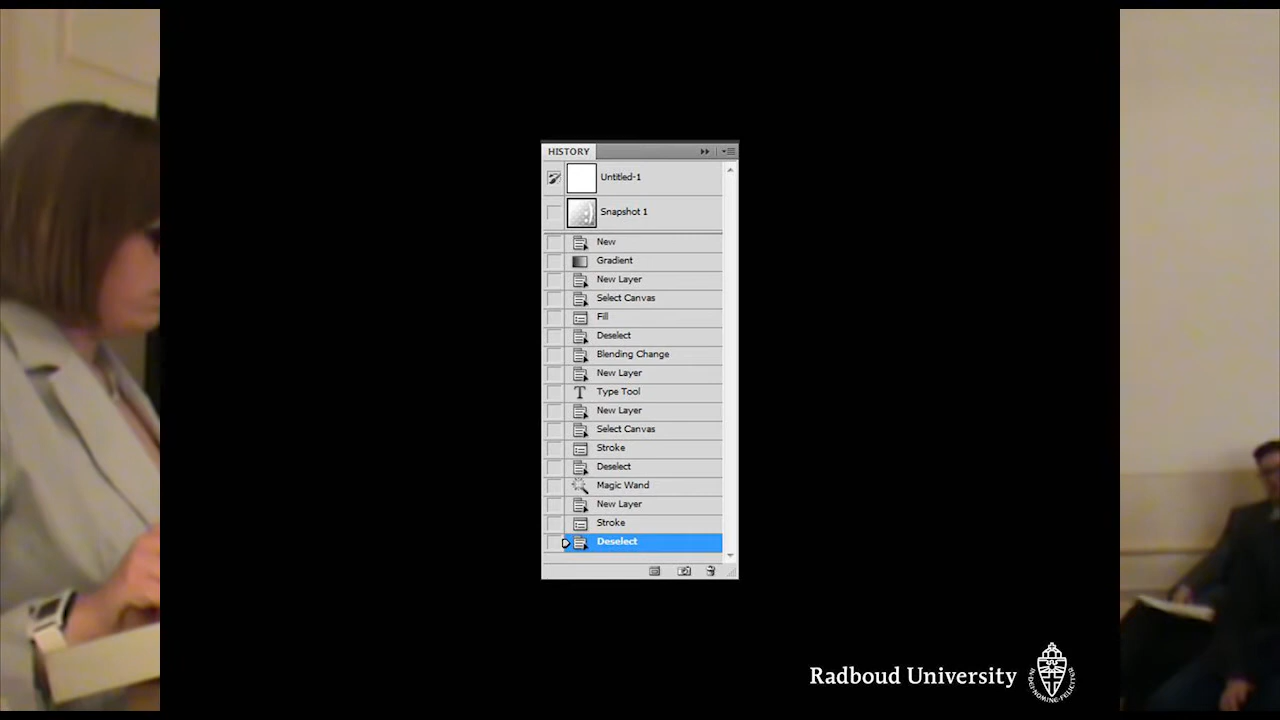 HISTORY
Untitled-1
Snapshot 1
New
Gradient
New Layer
Select Canvas
Fill
Deselect
Blending Change
New Layer
Type Tool
New Layer
Select Canvas
Stroke
Deselect
Magic Wand
New Layer
Stroke
Deselect
Radboud University